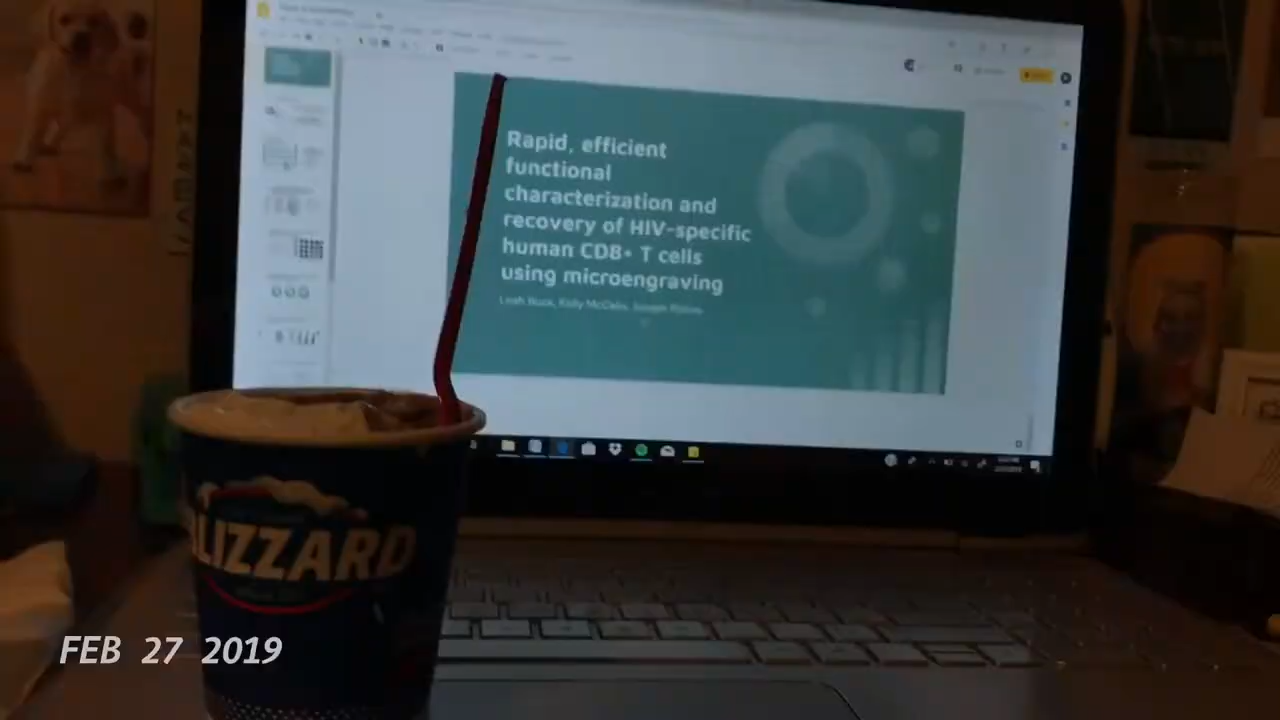 Rapid, efficient
functional
characterization and
recovery of HIV-specific
human CD8+ T cells
using microengraving
BLIZZARD
FEB 27 2019